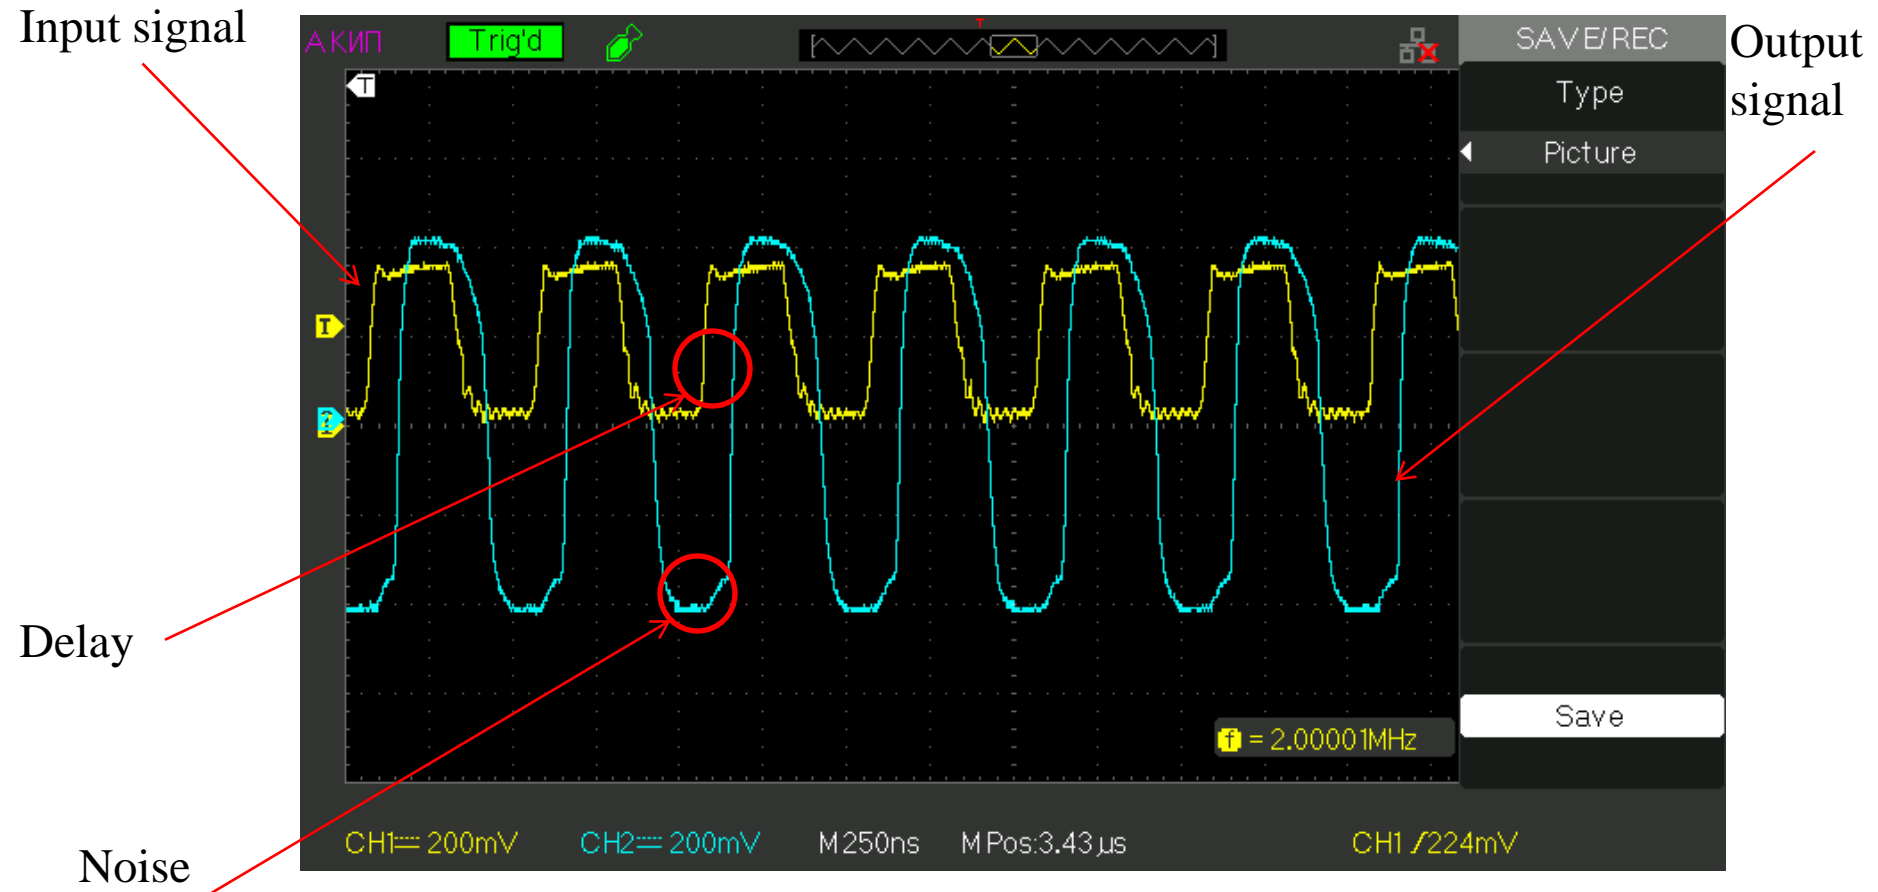 Input signal
АКИП
Trig'd
T
SAVE/REC
Output
signal
T
Type
Picture
T
2
Delay
Save
f = 2.00001MHz
CH1 200mV
CH2 200mV
M 250ns
M Pos:3.43µs
CH1 224mV
Noise